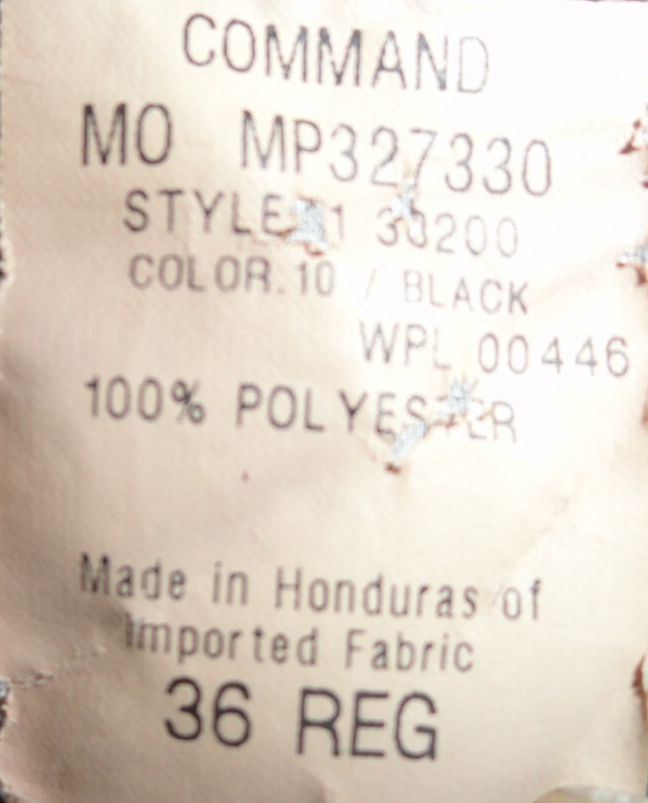 COMMAND
MO MP327330
STYLE 1 33200
COLOR.10 / BLACK
WPL 00446
100% POLYESTER
Made in Honduras of
Imported Fabric
36 REG